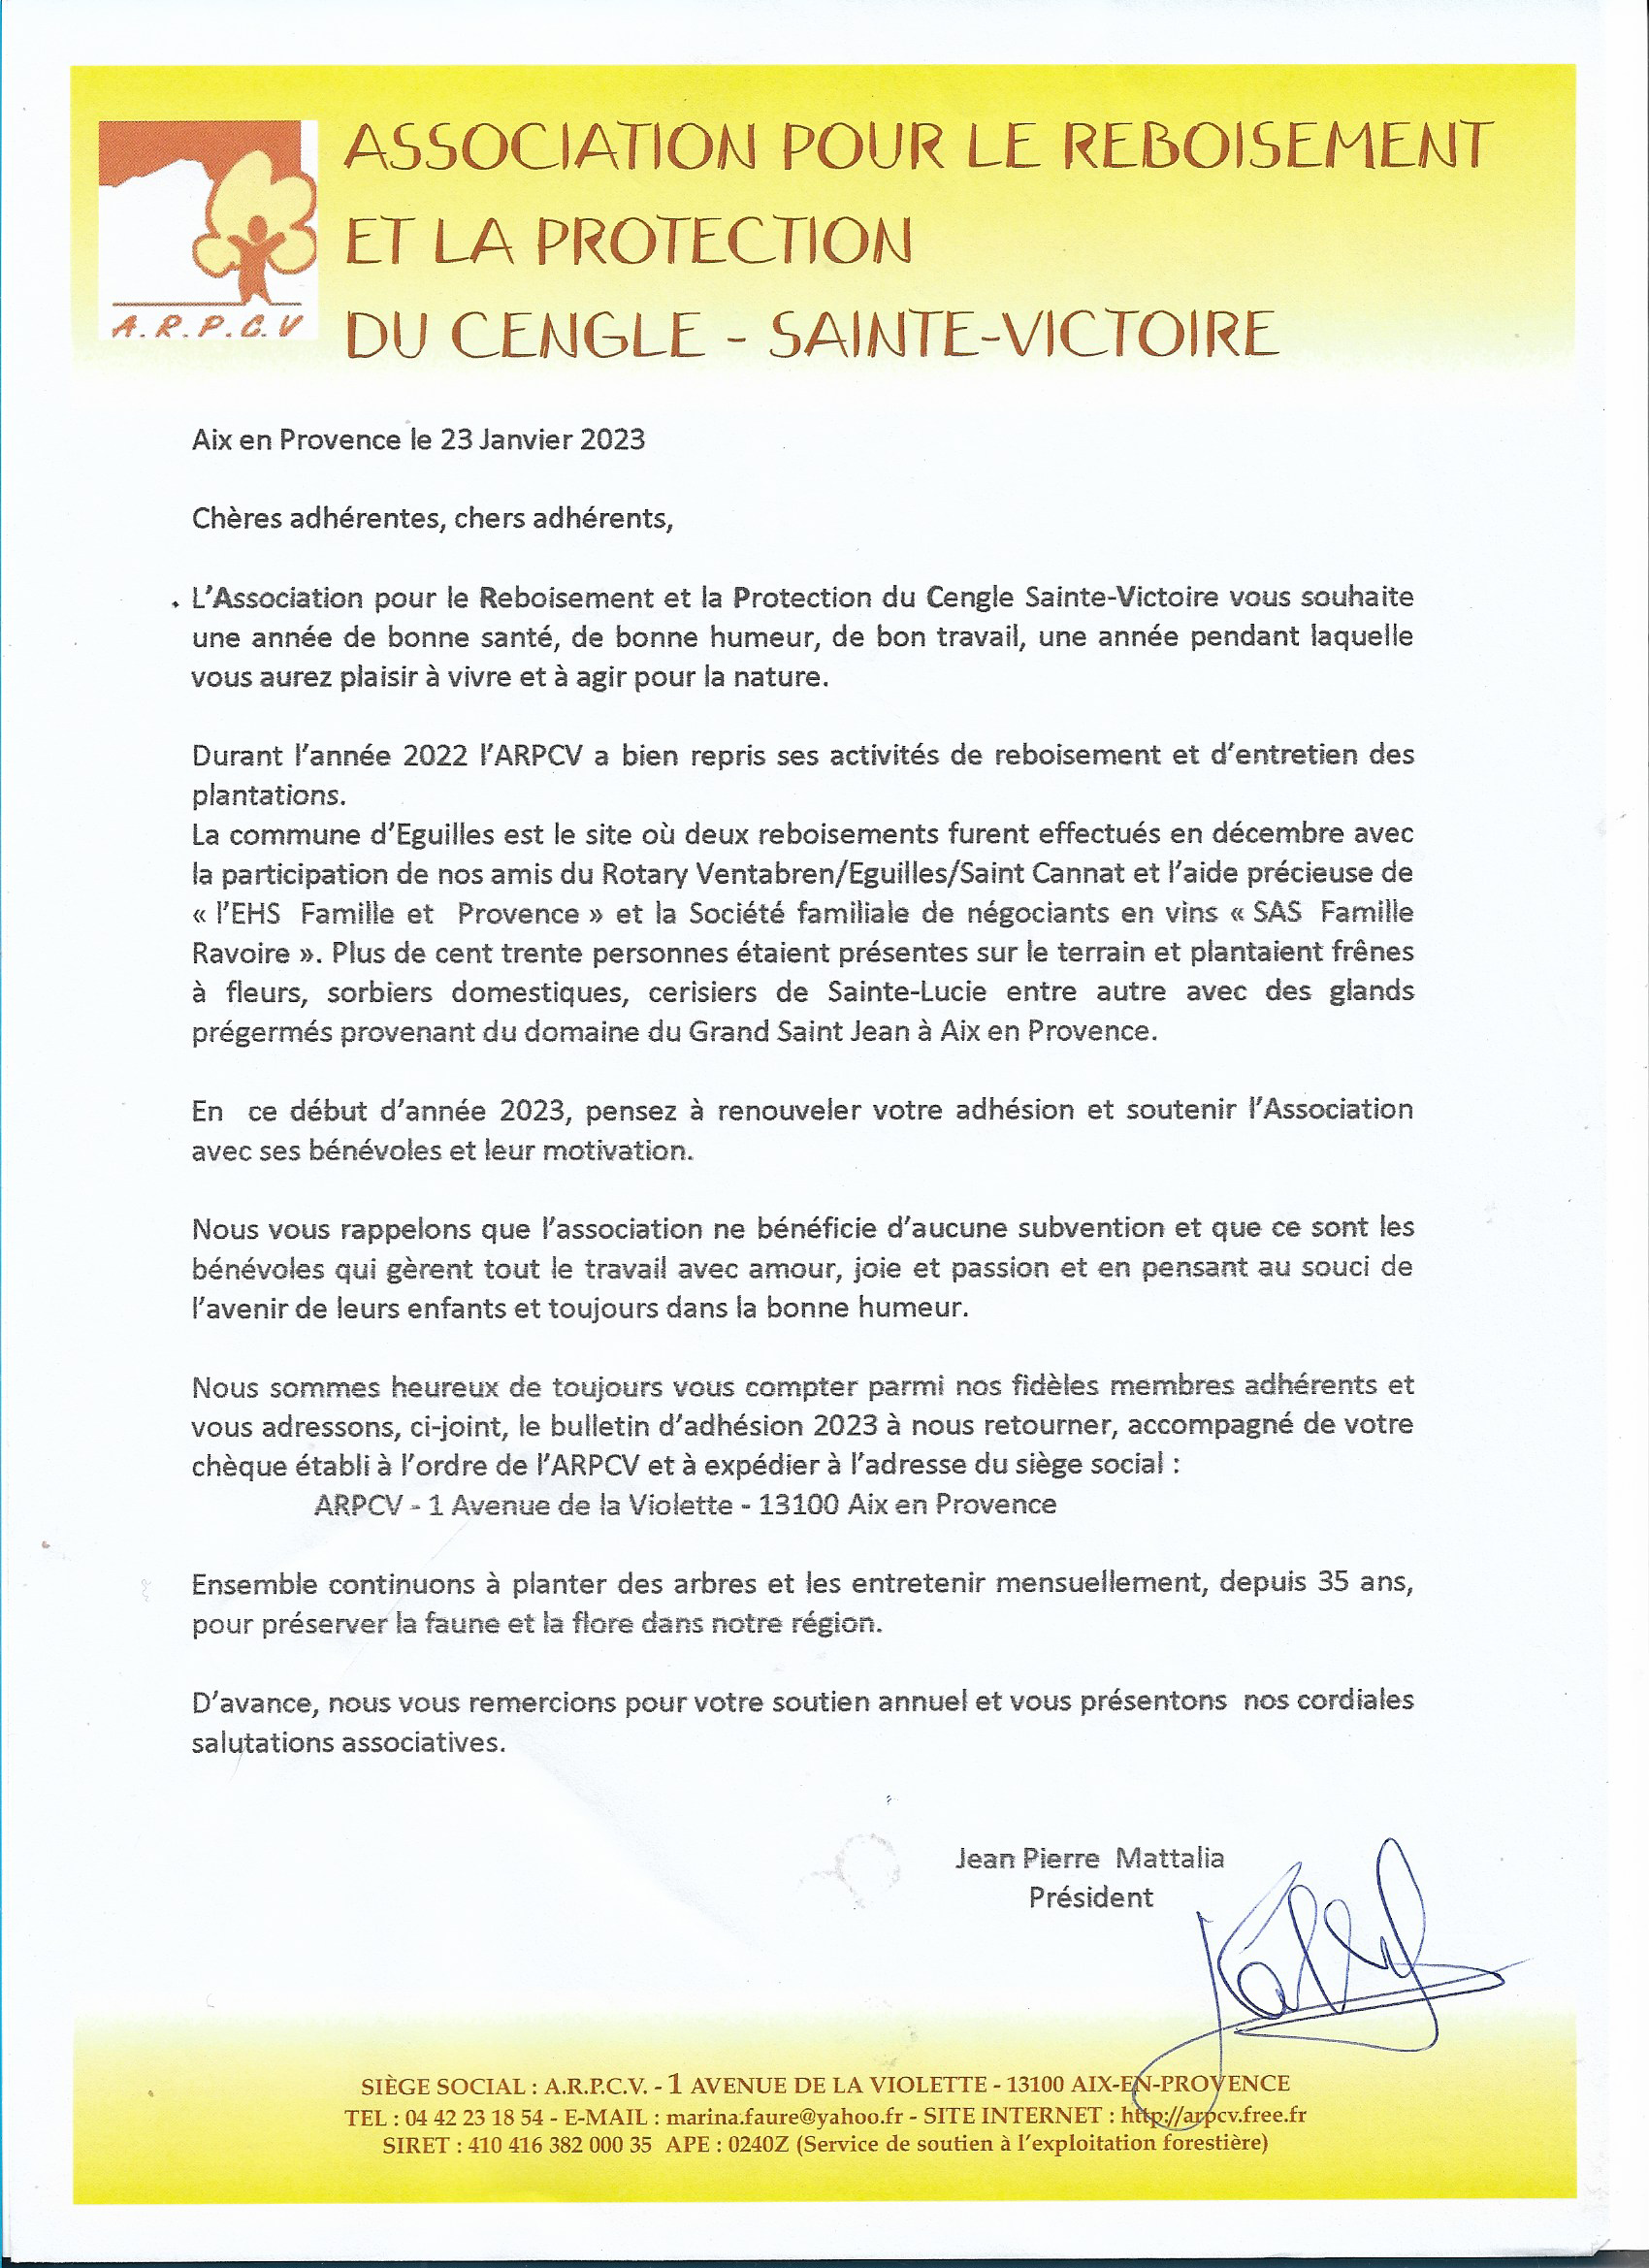 ASSOCIATION POUR LE REBOISEMENT
ET LA PROTECTION
DU CENGLE - SAINTE-VICTOIRE
A.R.P.C.V
Aix en Provence le 23 Janvier 2023
Chères adhérentes, chers adhérents,
L'Association pour le Reboisement et la Protection du Cengle Sainte-Victoire vous souhaite
une année de bonne santé, de bonne humeur, de bon travail, une année pendant laquelle
vous aurez plaisir à vivre et à agir pour la nature.
Durant l'année 2022 l'ARPCV a bien repris ses activités de reboisement et d'entretien des
plantations.
La commune d'Eguilles est le site où deux reboisements furent effectués en décembre avec
la participation de nos amis du Rotary Ventabren/Eguilles/Saint Cannat et l'aide précieuse de
« l'EHS Famille et Provence » et la Société familiale de négociants en vins « SAS Famille
Ravoire ». Plus de cent trente personnes étaient présentes sur le terrain et plantaient frênes
à fleurs, sorbiers domestiques, cerisiers de Sainte-Lucie entre autre avec des glands
prégermés provenant du domaine du Grand Saint Jean à Aix en Provence.
En ce début d'année 2023, pensez à renouveler votre adhésion et soutenir l'Association
avec ses bénévoles et leur motivation.
Nous vous rappelons que l'association ne bénéficie d'aucune subvention et que ce sont les
bénévoles qui gèrent tout le travail avec amour, joie et passion et en pensant au souci de
l'avenir de leurs enfants et toujours dans la bonne humeur.
Nous sommes heureux de toujours vous compter parmi nos fidèles membres adhérents et
vous adressons, ci-joint, le bulletin d'adhésion 2023 à nous retourner, accompagné de votre
chèque établi à l'ordre de l'ARPCV et à expédier à l'adresse du siège social :
ARPCV - 1 Avenue de la Violette - 13100 Aix en Provence
Ensemble continuons à planter des arbres et les entretenir mensuellement, depuis 35 ans,
pour préserver la faune et la flore dans notre région.
D'avance, nous vous remercions pour votre soutien annuel et vous présentons nos cordiales
salutations associatives.
Jean Pierre Mattalia
Président
SIÈGE SOCIAL : A.R.P.C.V. - 1 AVENUE DE LA VIOLETTE - 13100 AIX-EN-PROVENCE
TEL : 04 42 23 18 54 - E-MAIL : marina.faure@yahoo.fr - SITE INTERNET : http://arpcv.free.fr
SIRET : 410 416 382 000 35 APE : 0240Z (Service de soutien à l'exploitation forestière)